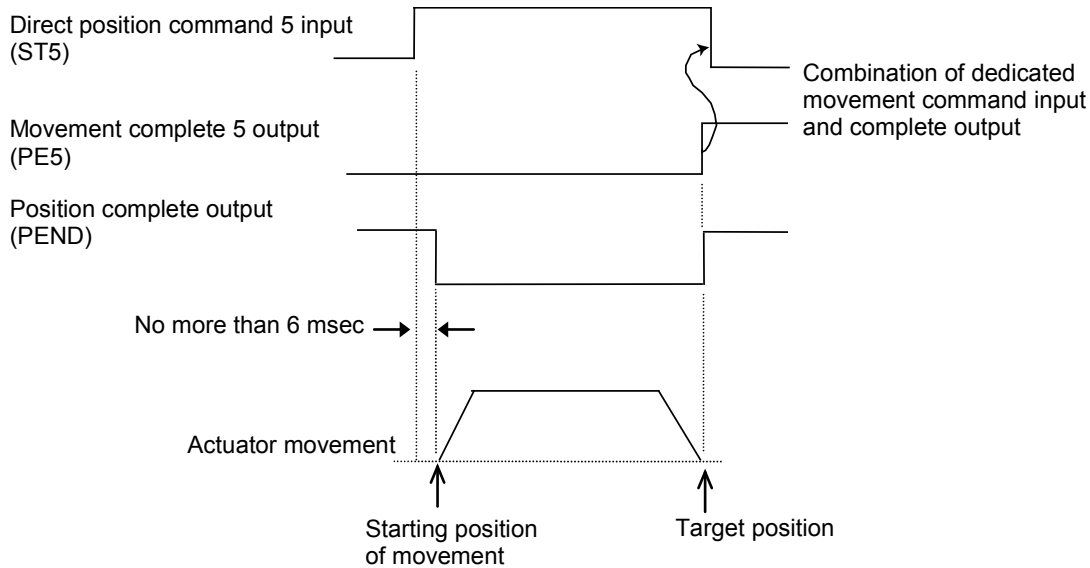 Direct position command 5 input
(ST5)
Combination of dedicated
movement command input
and complete output
Movement complete 5 output
(PE5)
Position complete output
(PEND)
No more than 6 msec
Actuator movement
Starting position
of movement
Target position